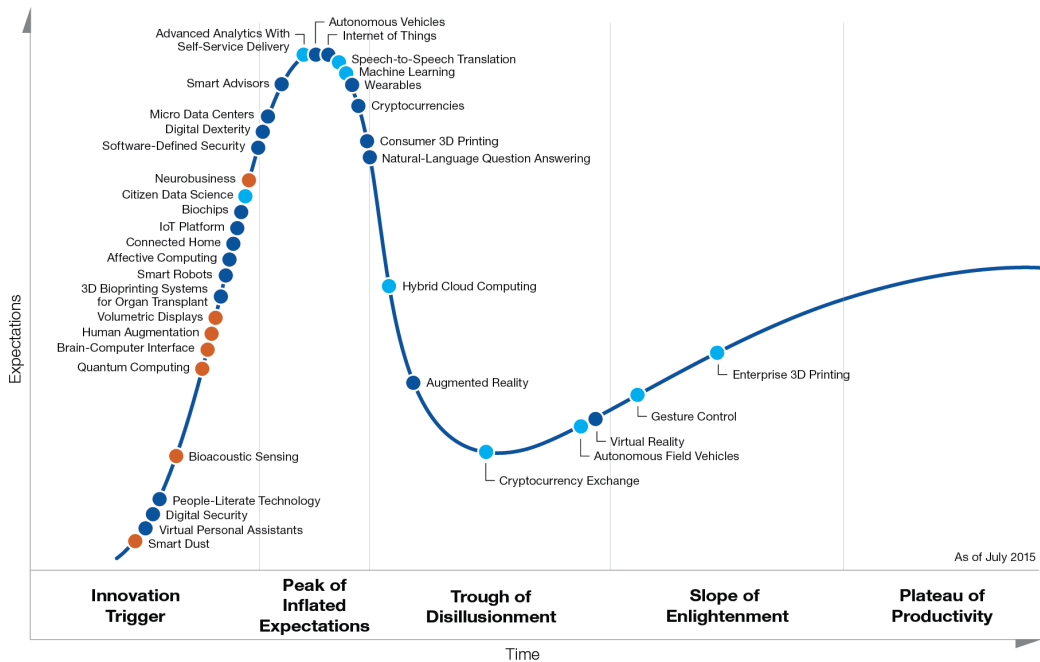 Autonomous Vehicles
Advanced Analytics With
Self-Service Delivery
Internet of Things
Speech-to-Speech Translation
Machine Learning
Smart Advisors
Wearables
Cryptocurrencies
Micro Data Centers
Digital Dexterity
Consumer 3D Printing
Software-Defined Security
Natural-Language Question Answering
Neurobusiness
Citizen Data Science
Biochips
IoT Platform
Connected Home
Affective Computing
Smart Robots
Hybrid Cloud Computing
3D Bioprinting Systems
for Organ Transplant
Volumetric Displays
Human Augmentation
Brain-Computer Interface
Quantum Computing
Enterprise 3D Printing
Augmented Reality
Gesture Control
Virtual Reality
Autonomous Field Vehicles
Bioacoustic Sensing
Cryptocurrency Exchange
People-Literate Technology
Digital Security
Virtual Personal Assistants
Smart Dust
Expectations
As of July 2015
Innovation
Trigger
Peak of
Inflated
Expectations
Trough of
Disillusionment
Slope of
Enlightenment
Plateau of
Productivity
Time